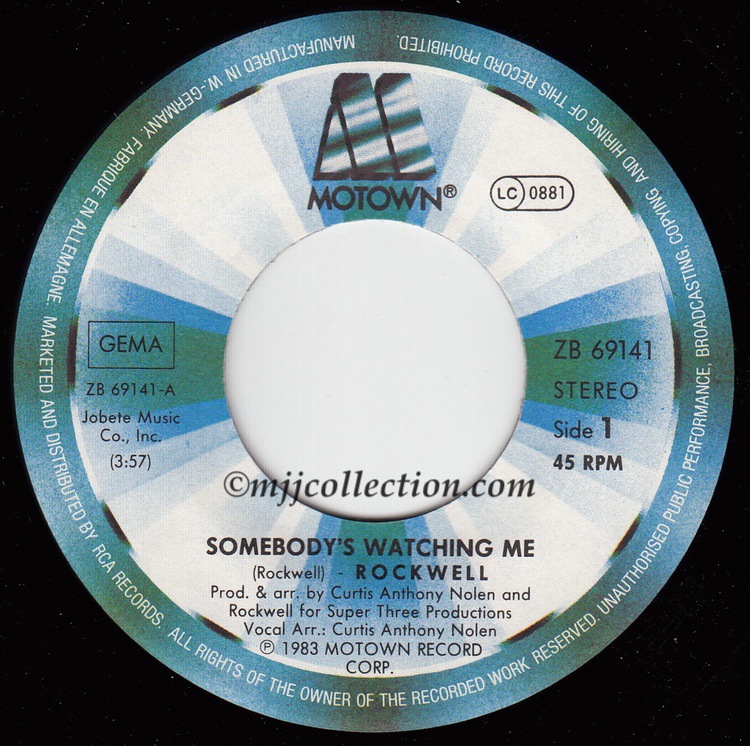 MANUFACTURED IN W.-GERMANY. FABRIQUE EN ALLEMAGNE. MARKETED AND DISTRIBUTED BY RCA RECORDS. ALL RIGHTS OF THE OWNER OF THE RECORDED WORK RESERVED. UNAUTHORISED PUBLIC PERFORMANCE, BROADCASTING, COPYING AND HIRING OF THIS RECORD PROHIBITED.
MOTOWN®
LC 0881
GEMA
ZB 69141-A
Jobete Music
Co., Inc.
(3:57)
ZB 69141
STEREO
Side 1
45 RPM
©mjjcollection.com
SOMEBODY'S WATCHING ME
(Rockwell) - ROCKWELL
Prod. & arr. by Curtis Anthony Nolen and
Rockwell for Super Three Productions
Vocal Arr.: Curtis Anthony Nolen
℗ 1983 MOTOWN RECORD
CORP.